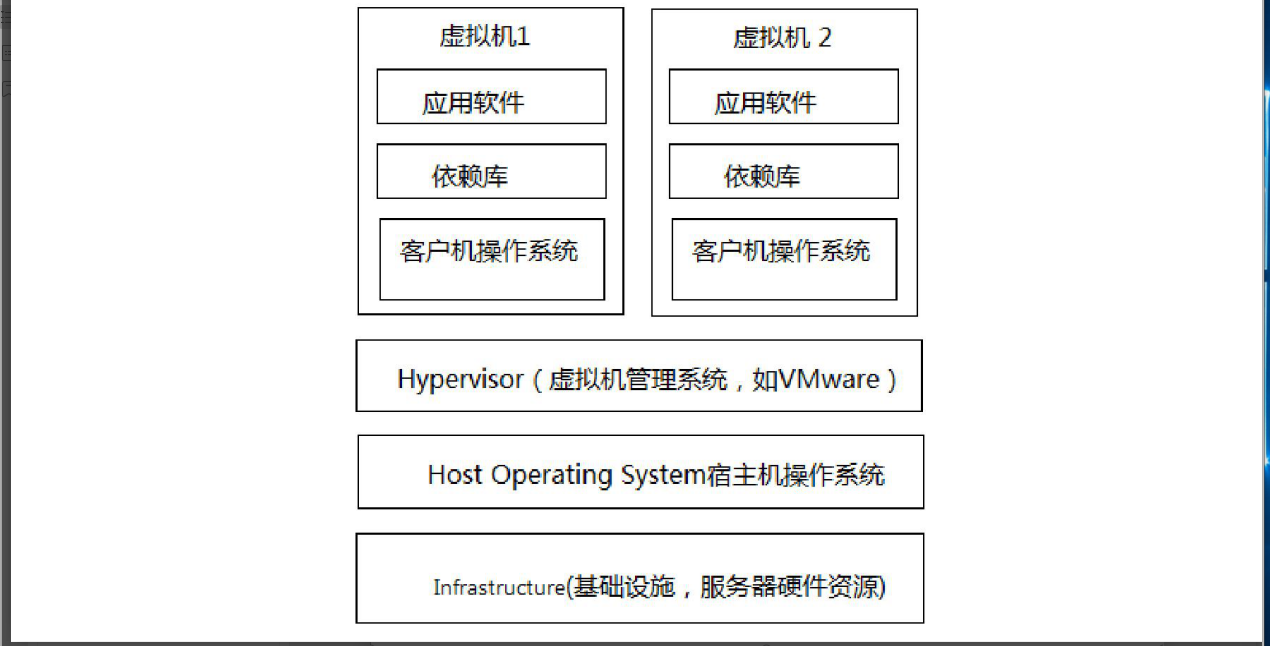 虚拟机1
应用软件
依赖库
客户机操作系统
虚拟机 2
应用软件
依赖库
客户机操作系统
Hypervisor（虚拟机管理系统，如VMware）
Host Operating System宿主机操作系统
Infrastructure(基础设施，服务器硬件资源)